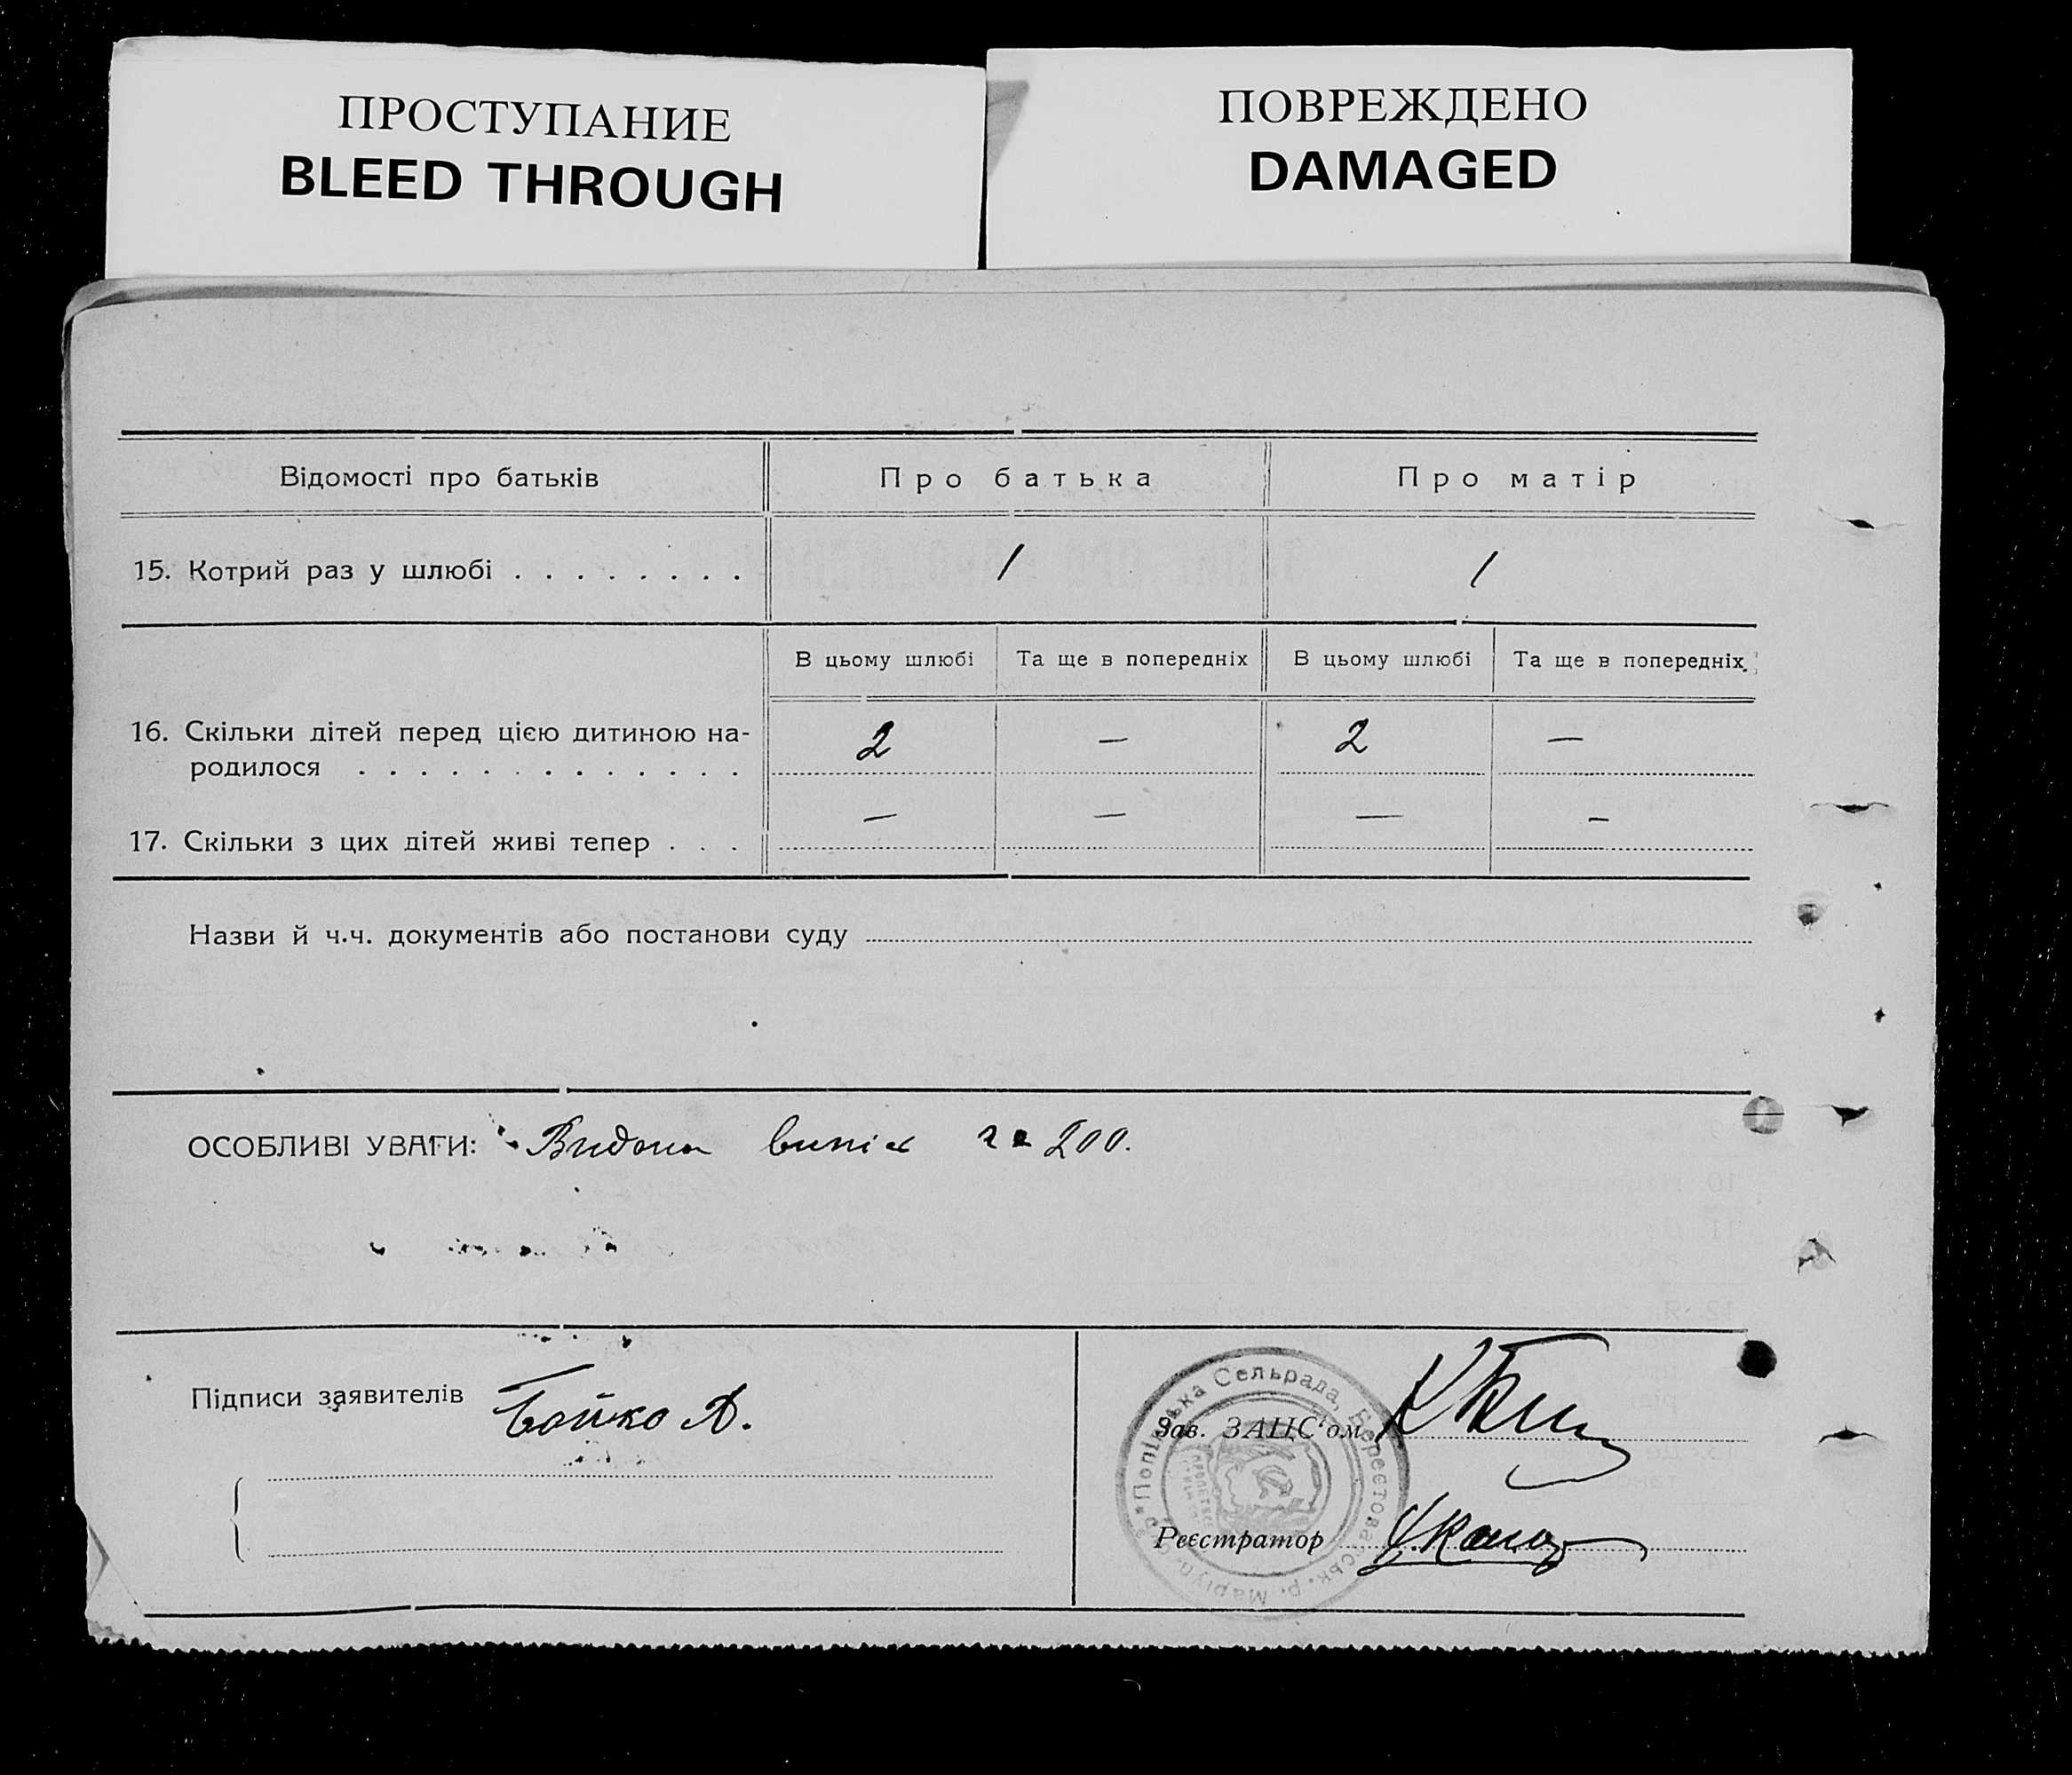 ПРОСТУПАНИЕ
BLEED THROUGH
ПОВРЕЖДЕНО
DAMAGED
Відомості про батьків
Про батька
Про матір
15. Котрий раз у шлюбі . . . . . . . .
1
1
В цьому шлюбі
Та ще в попередніх
В цьому шлюбі
Та ще в попередніх
16. Скільки дітей перед цією дитиною на-
родилося . . . . . . . . . . . . .
2
—
2
—
17. Скільки з цих дітей живі тепер . . .
—
—
—
—
Назви й ч.ч. документів або постанови суду
ОСОБЛИВІ УВАГИ: Видана 200.
Підписи заявителів Бойко А.
Сельрада,
Зав. ЗАЦС'ом
Реєстратор